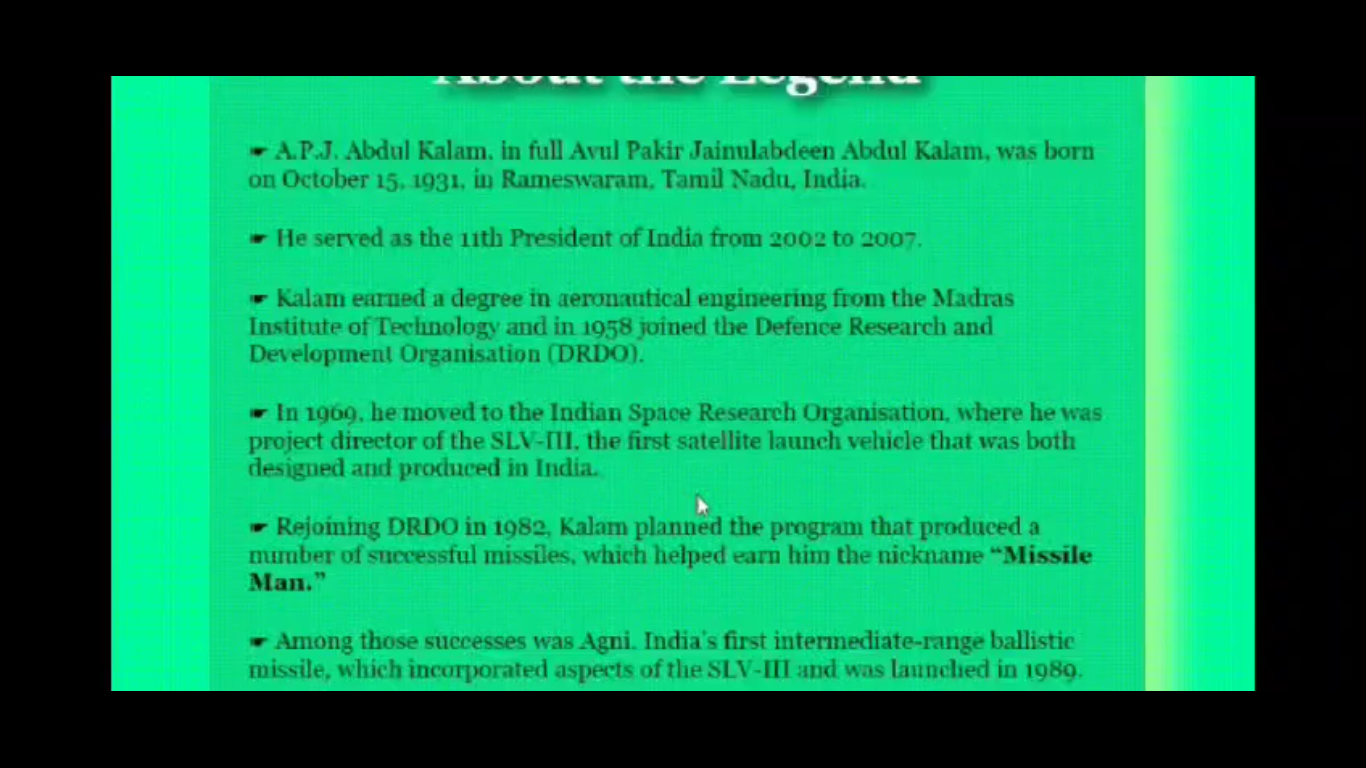 About the Legend
☛ A.P.J. Abdul Kalam, in full Avul Pakir Jainulabdeen Abdul Kalam, was born
on October 15, 1931, in Rameswaram, Tamil Nadu, India.
☛ He served as the 11th President of India from 2002 to 2007.
☛ Kalam earned a degree in aeronautical engineering from the Madras
Institute of Technology and in 1958 joined the Defence Research and
Development Organisation (DRDO).
☛ In 1969, he moved to the Indian Space Research Organisation, where he was
project director of the SLV-III, the first satellite launch vehicle that was both
designed and produced in India.
☛ Rejoining DRDO in 1982, Kalam planned the program that produced a
number of successful missiles, which helped earn him the nickname “Missile
Man.”
☛ Among those successes was Agni, India's first intermediate-range ballistic
missile, which incorporated aspects of the SLV-III and was launched in 1989.